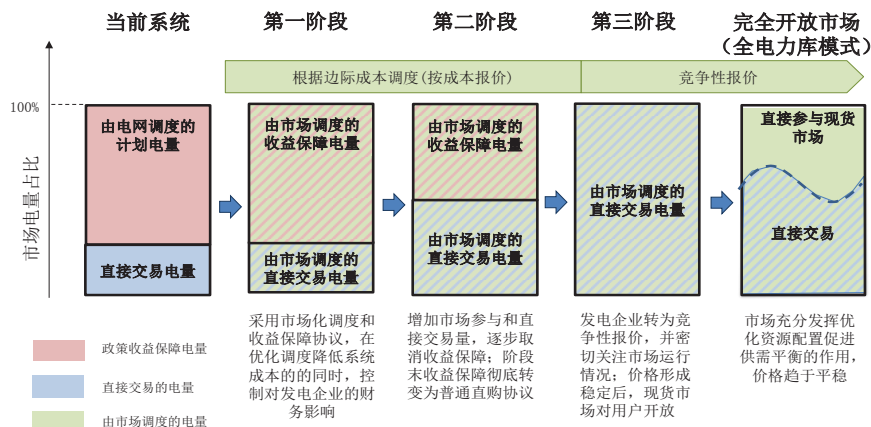 当前系统
第一阶段
第二阶段
第三阶段
完全开放市场
(全电力库模式)
根据边际成本调度(按成本报价)
竞争性报价
100%
市场电量占比
由电网调度的
计划电量
直接交易电量
由市场调度的
收益保障电量
由市场调度的
直接交易电量
由市场调度的
收益保障电量
由市场调度的
直接交易电量
由市场调度的
直接交易电量
直接参与现货
市场
直接交易
采用市场化调度和
收益保障协议，在
优化调度降低系统
成本的的同时，控
制对发电企业的财
务影响
增加市场参与和直
接交易量，逐步取
消收益保障；阶段
末收益保障彻底转
变为普通直购协议
发电企业转为竞
争性报价，并密
切关注市场运行
情况；价格形成
稳定后，现货市
场对用户开放
市场充分发挥优
化资源配置促进
供需平衡的作用，
价格趋于平稳
政策收益保障电量
直接交易的电量
由市场调度的电量